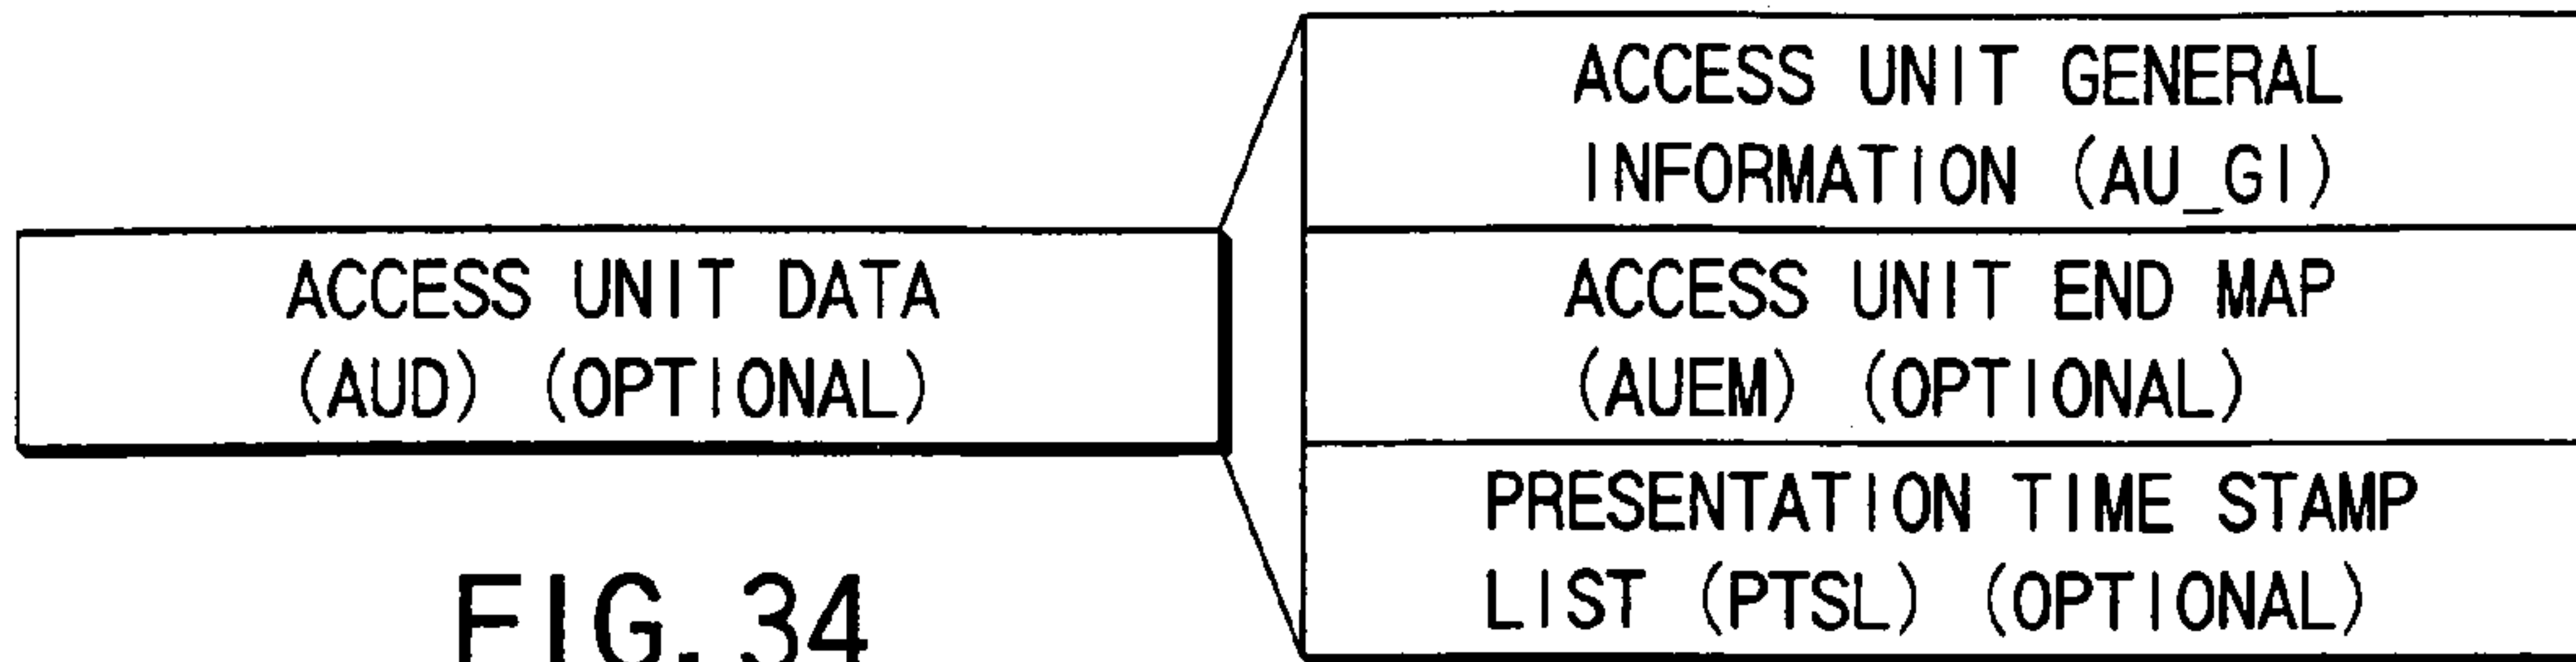 ACCESS UNIT DATA
(AUD) (OPTIONAL)
ACCESS UNIT GENERAL
INFORMATION (AU_GI)
ACCESS UNIT END MAP
(AUEM) (OPTIONAL)
PRESENTATION TIME STAMP
LIST (PTSL) (OPTIONAL)
FIG. 34